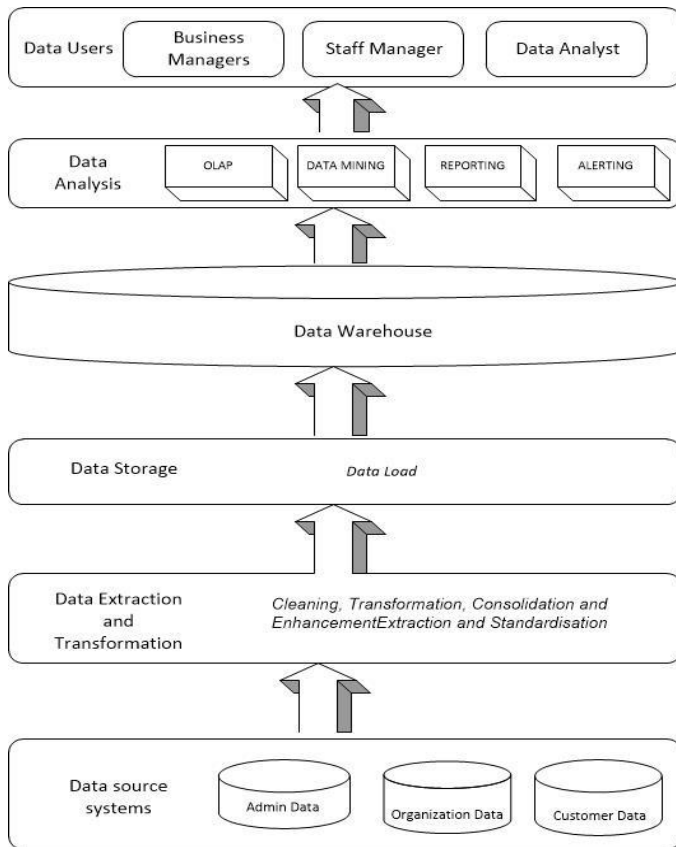 Data Users
Business
Managers
Staff Manager
Data Analyst
Data
Analysis
OLAP
DATA MINING
REPORTING
ALERTING
Data Warehouse
Data Storage
Data Load
Data Extraction
and
Transformation
Cleaning, Transformation, Consolidation and
EnhancementExtraction and Standardisation
Data source
systems
Admin Data
Organization Data
Customer Data